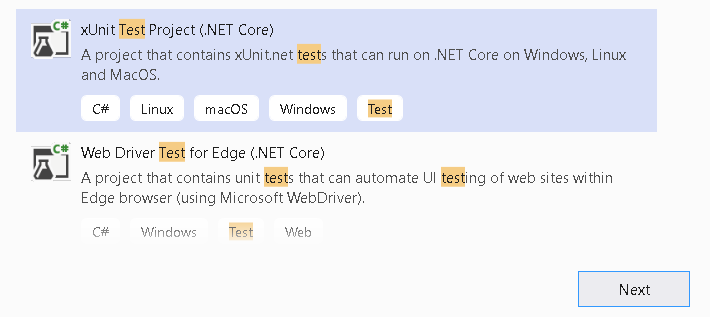 C#
xUnit Test Project (.NET Core)
A project that contains xUnit.net tests that can run on .NET Core on Windows, Linux
and MacOS.
C# Linux macOS Windows Test
C#
Web Driver Test for Edge (.NET Core)
A project that contains unit tests that can automate UI testing of web sites within
Edge browser (using Microsoft WebDriver).
C# Windows Test Web
Next